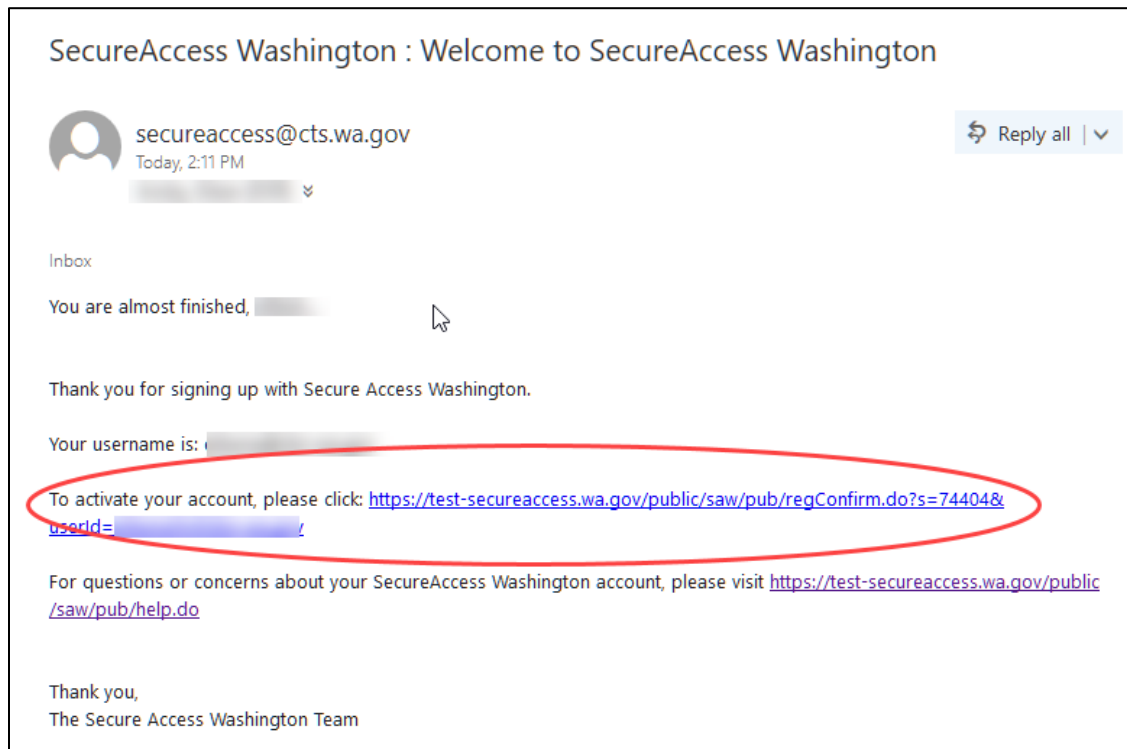 SecureAccess Washington : Welcome to SecureAccess Washington
secureaccess@cts.wa.gov
Reply all
Today, 2:11 PM
Inbox
You are almost finished,
Thank you for signing up with Secure Access Washington.
Your username is:
To activate your account, please click: https://test-secureaccess.wa.gov/public/saw/pub/regConfirm.do?s=74404&
userId=
For questions or concerns about your SecureAccess Washington account, please visit https://test-secureaccess.wa.gov/public
/saw/pub/help.do
Thank you,
The Secure Access Washington Team